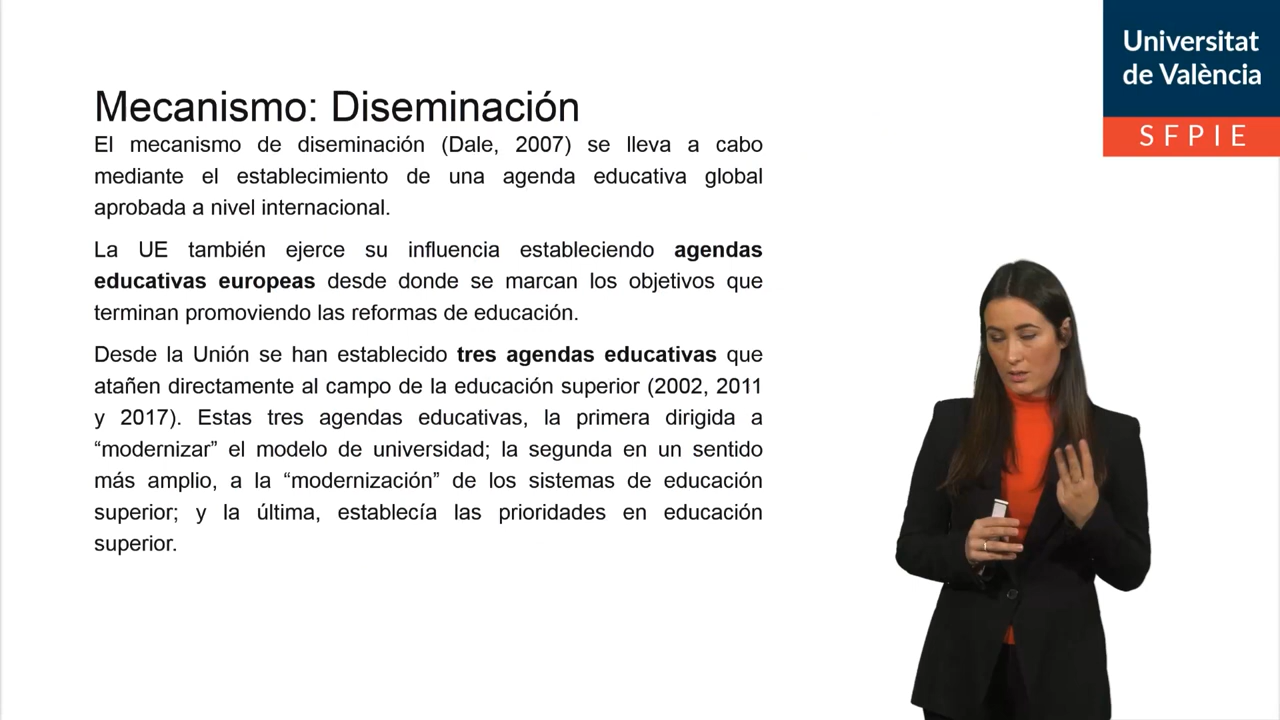 Universitat
de València
SFPIE
Mecanismo: Diseminación
El mecanismo de diseminación (Dale, 2007) se lleva a cabo
mediante el establecimiento de una agenda educativa global
aprobada a nivel internacional.
La UE también ejerce su influencia estableciendo agendas
educativas europeas desde donde se marcan los objetivos que
terminan promoviendo las reformas de educación.
Desde la Unión se han establecido tres agendas educativas que
atañen directamente al campo de la educación superior (2002, 2011
y 2017). Estas tres agendas educativas, la primera dirigida a
“modernizar” el modelo de universidad; la segunda en un sentido
más amplio, a la “modernización” de los sistemas de educación
superior; y la última, establecía las prioridades en educación
superior.